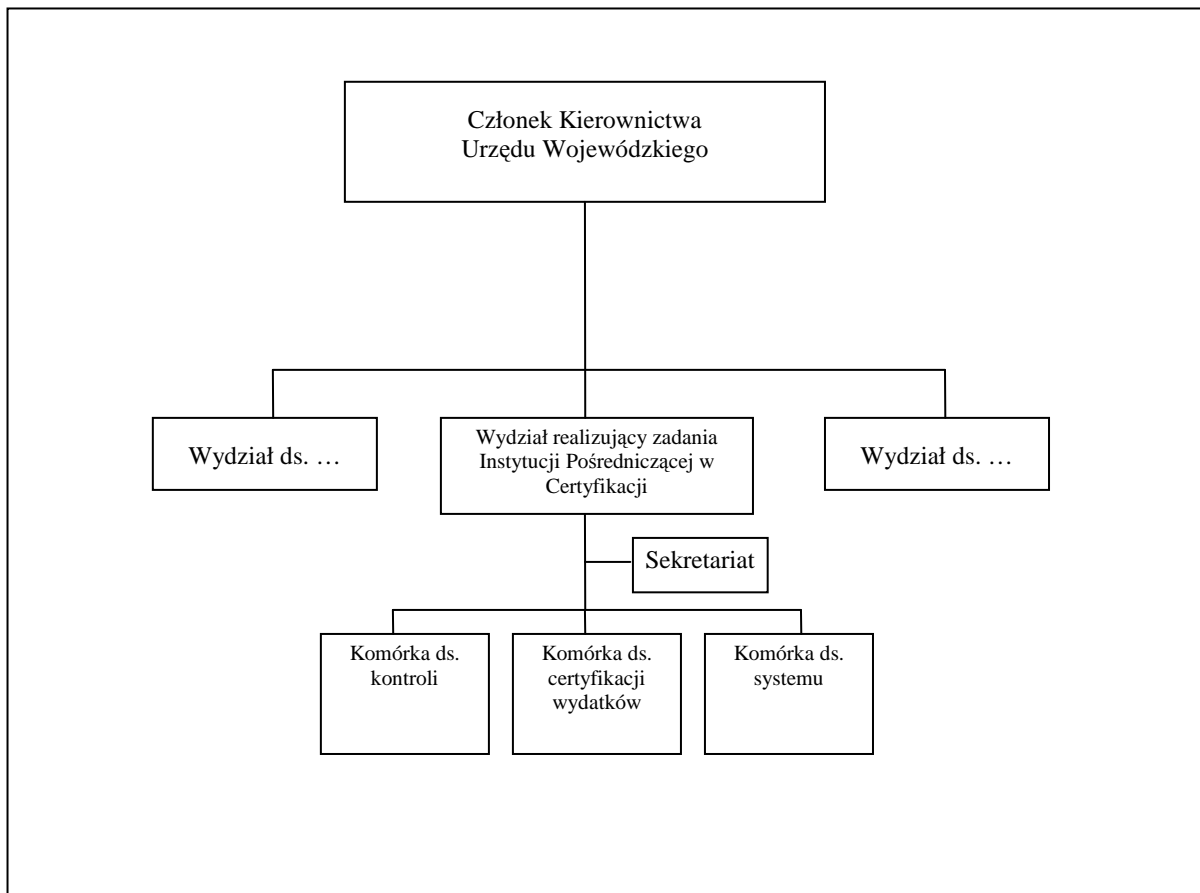 Członek Kierownictwa
Urzędu Wojewódzkiego
Wydział ds. …
Wydział realizujący zadania
Instytucji Pośredniczącej w
Certyfikacji
Wydział ds. …
Sekretariat
Komórka ds.
kontroli
Komórka ds.
certyfikacji
wydatków
Komórka ds.
systemu